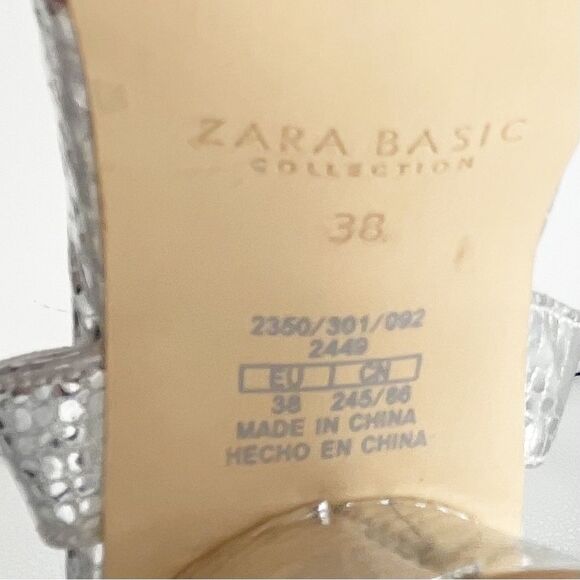 ZARA BASIC
COLLECTION
38
2350/301/092
2449
EU CN
38 245/86
MADE IN CHINA
HECHO EN CHINA